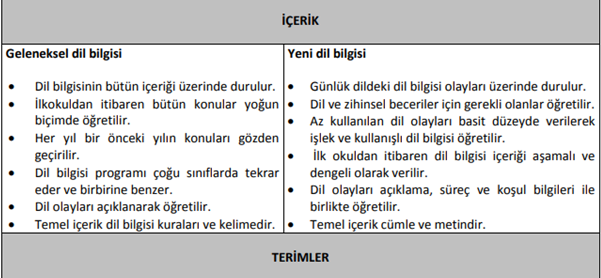 İÇERİK
Geleneksel dil bilgisi
• Dil bilgisinin bütün içeriği üzerinde durulur.
• İlkokuldan itibaren bütün konular yoğun
biçimde öğretilir.
• Her yıl bir önceki yılın konuları gözden
geçirilir.
• Dil bilgisi programı çoğu sınıflarda tekrar
eder ve birbirine benzer.
• Dil olayları açıklanarak öğretilir.
• Temel içerik dil bilgisi kuraları ve kelimedir.
Yeni dil bilgisi
• Günlük dildeki dil bilgisi olayları üzerinde durulur.
• Dil ve zihinsel beceriler için gerekli olanlar öğretilir.
• Az kullanılan dil olayları basit düzeyde verilerek
işlek ve kullanışlı dil bilgisi öğretilir.
• İlk okuldan itibaren dil bilgisi içeriği aşamalı ve
dengeli olarak verilir.
• Dil olayları açıklama, süreç ve koşul bilgileri ile
birlikte öğretilir.
• Temel içerik cümle ve metindir.
TERİMLER